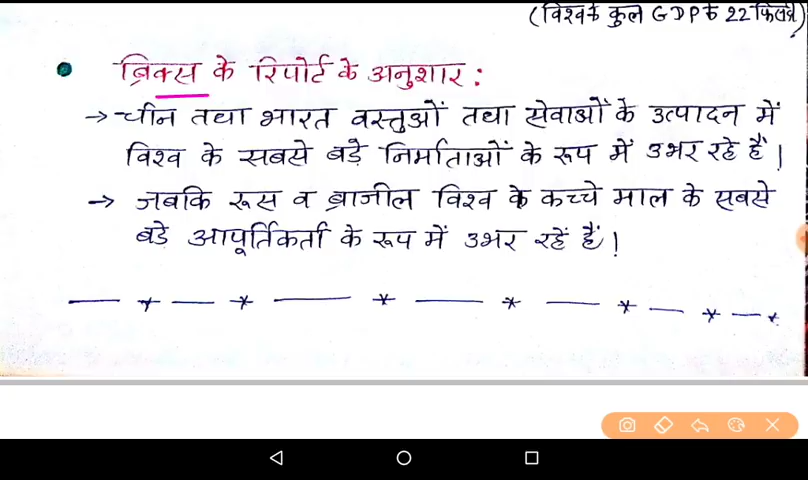 (विश्व के कुल GDP के 22
ब्रिक्स के रिपोर्ट के अनुशार :
→ चीन तथा भारत वस्तुओं तथा सेवाओं के उत्पादन में
विश्व के सबसे बड़े निर्माताओं के रूप में उभर रहे हैं।
→ जबकि रूस व ब्राजील विश्व के कच्चे माल के सबसे
बडे आपूर्तिकर्ता के रूप में उभर रहें हैं।